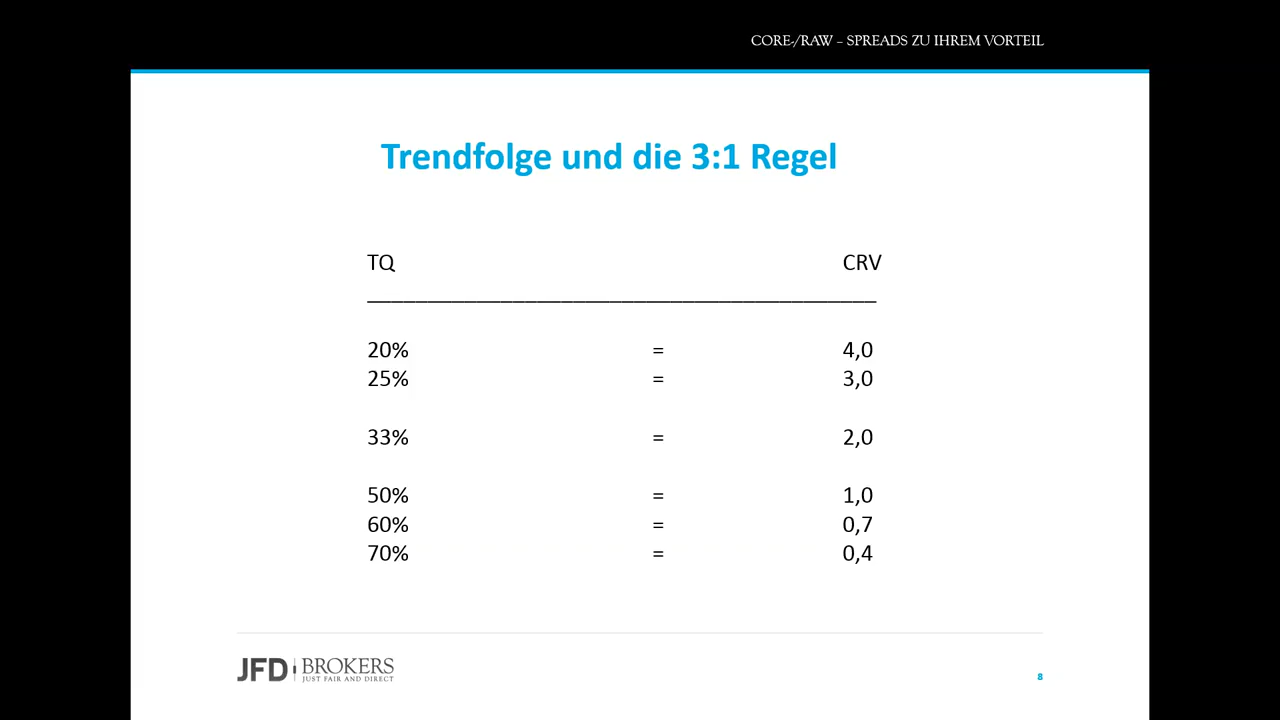 CORE-/RAW – SPREADS ZU IHREM VORTEIL
Trendfolge und die 3:1 Regel
TQ CRV
20% = 4,0
25% = 3,0
33% = 2,0
50% = 1,0
60% = 0,7
70% = 0,4
JFD BROKERS
JUST FAIR AND DIRECT
8